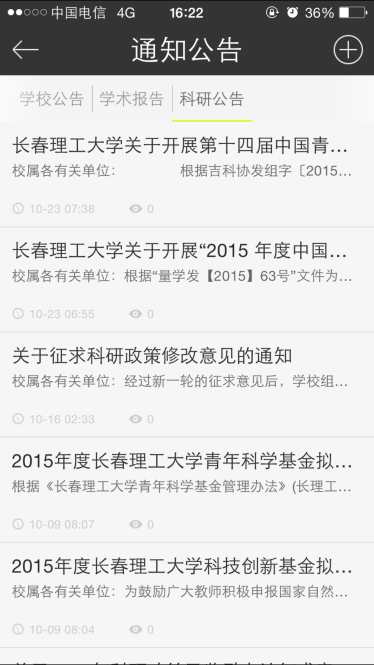 中国电信 4G 16:22 36%
通知公告
学校公告 学术报告 科研公告
长春理工大学关于开展第十四届中国青...
校属各有关单位： 根据吉科协发组字〔2015...
10-23 07:38 0
长春理工大学关于开展“2015 年度中国...
校属各有关单位：根据“量学发【2015】63号”文件为...
10-23 06:55 0
关于征求科研政策修改意见的通知
校属各有关单位：经过新一轮的征求意见后，学校组...
10-16 02:33 0
2015年度长春理工大学青年科学基金拟...
根据《长春理工大学青年科学基金管理办法》(长理工...
10-09 08:07 0
2015年度长春理工大学科技创新基金拟...
校属各有关单位：为鼓励广大教师积极申报国家自然...
10-09 08:04 0